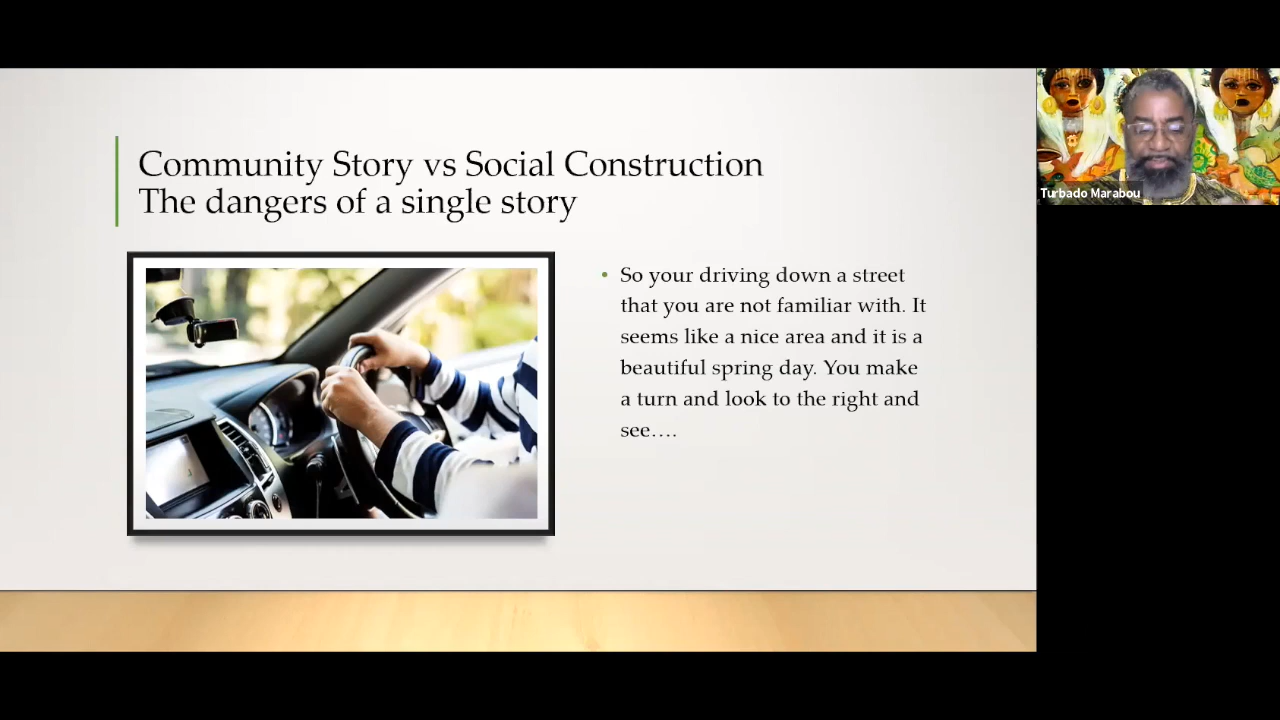 Community Story vs Social Construction
The dangers of a single story
• So your driving down a street
that you are not familiar with. It
seems like a nice area and it is a
beautiful spring day. You make
a turn and look to the right and
see….
Turbado Marabou